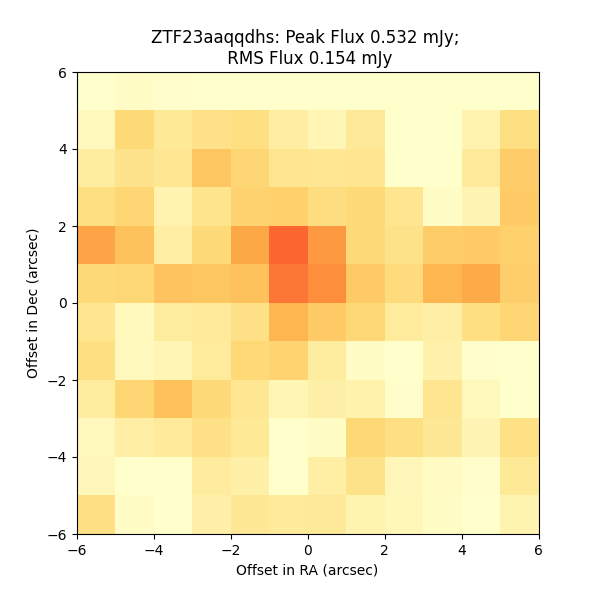 ZTF23aaqqdhs: Peak Flux 0.532 mJy;
RMS Flux 0.154 mJy
6
4
2
0
−2
−4
−6
Offset in Dec (arcsec)
−6 −4 −2 0 2 4 6
Offset in RA (arcsec)